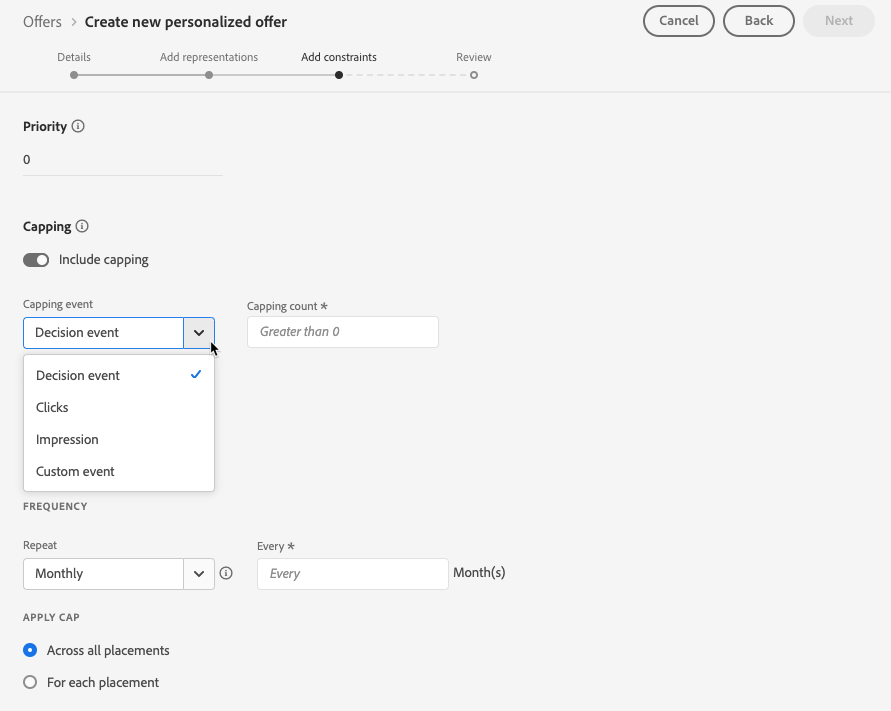 Offers > Create new personalized offer
Cancel Back Next
Details Add representations Add constraints Review
Priority
0
Capping
Include capping
Capping event Capping count *
Decision event Greater than 0
Decision event
Clicks
Impression
Custom event
FREQUENCY
Repeat Every *
Monthly Every Month(s)
APPLY CAP
Across all placements
For each placement